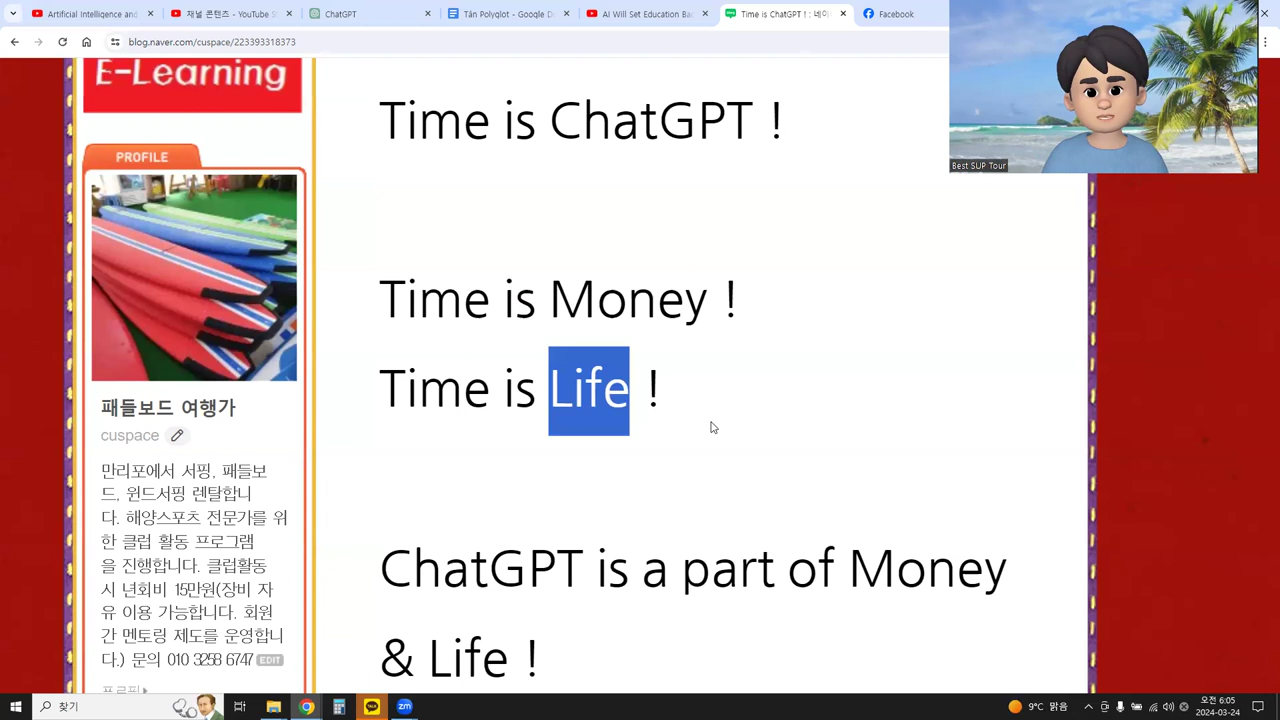 Artificial Intelligence and
채널 콘텐츠 - YouTube S
ChatGPT
Tân Polyqlot - Google D
AI Will Set Education Bac
Time is ChatGPT ! : 네이
Facebook
blog.naver.com/cuspace/223393318373
Best SUP Tour
E-Learning
PROFILE
패들보드 여행가
cuspace
만리포에서 서핑, 패들보
드, 윈드서핑 렌탈합니
다. 해양스포츠 전문가를 위
한 클럽 활동 프로그램
을 진행합니다. 클럽활동
시 년회비 15만원(장비 자
유 이용 가능합니다. 회원
간 멘토링 제도를 운영합니
다.) 문의 010 3258 6747 EDIT
Time is ChatGPT !
Time is Money !
Time is Life !
ChatGPT is a part of Money
& Life !
찾기
zm
9°C 맑음
오전 6:05
2024-03-24